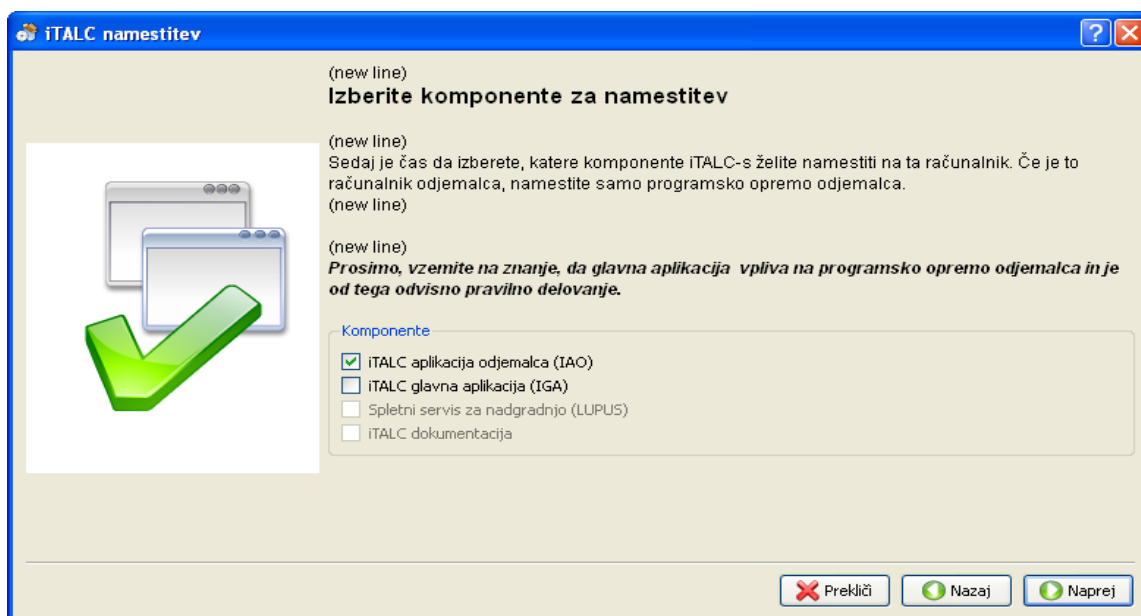 iTALC namestitev
(new line)
Izberite komponente za namestitev
(new line)
Sedaj je čas da izberete, katere komponente iTALC-s želite namestiti na ta računalnik. Če je to
računalnik odjemalca, namestite samo programsko opremo odjemalca.
(new line)
(new line)
Prosimo, vzemite na znanje, da glavna aplikacija  vpliva na programsko opremo odjemalca in je
od tega odvisno pravilno delovanje.
Komponente
iTALC aplikacija odjemalca (IAO)
iTALC glavna aplikacija (IGA)
Spletni servis za nadgradnjo (LUPUS)
iTALC dokumentacija
Prekliči
Nazaj
Naprej